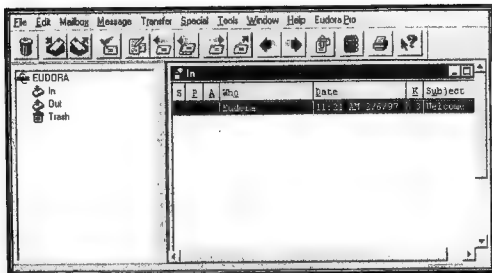 File Edit Mailbox Message Transfer Special Tools Window Help Eudora Pro
EUDORA
In
Out
Trash
In
S P A Who Date K Subject
Eudora 11:21 AM 2/6/97 3 Welcome